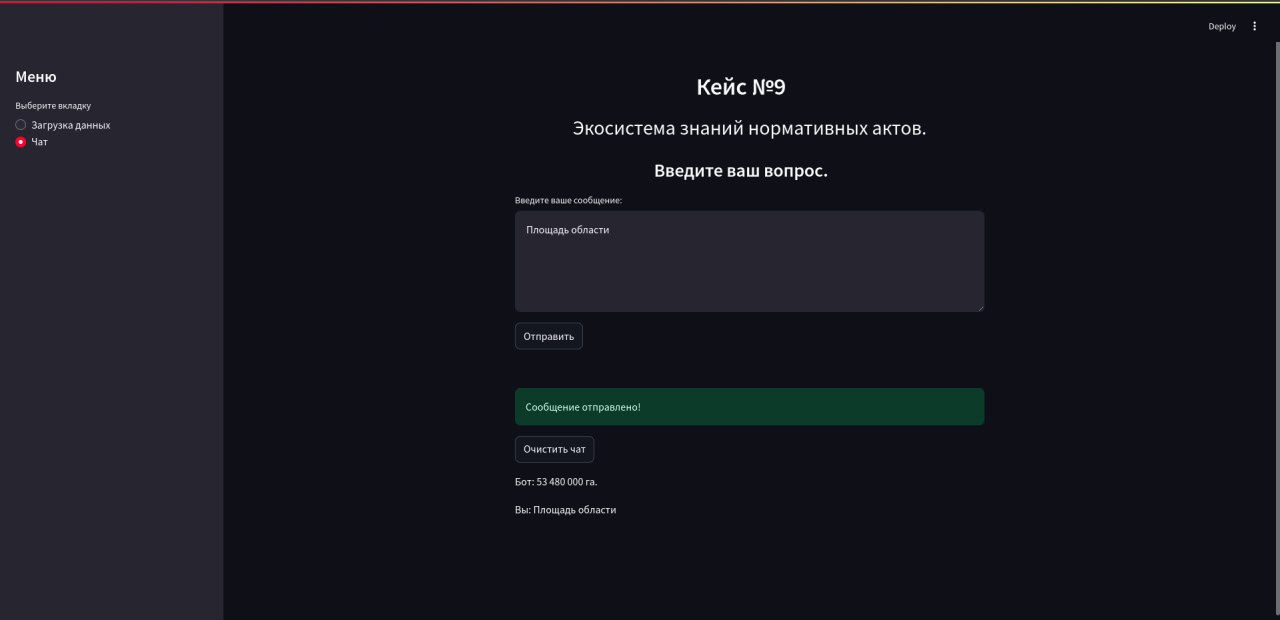 Deploy
Меню
Выберите вкладку
Загрузка данных
Чат
Кейс №9
Экосистема знаний нормативных актов.
Введите ваш вопрос.
Введите ваше сообщение:
Площадь области
Отправить
Сообщение отправлено!
Очистить чат
Бот: 53 480 000 га.
Вы: Площадь области